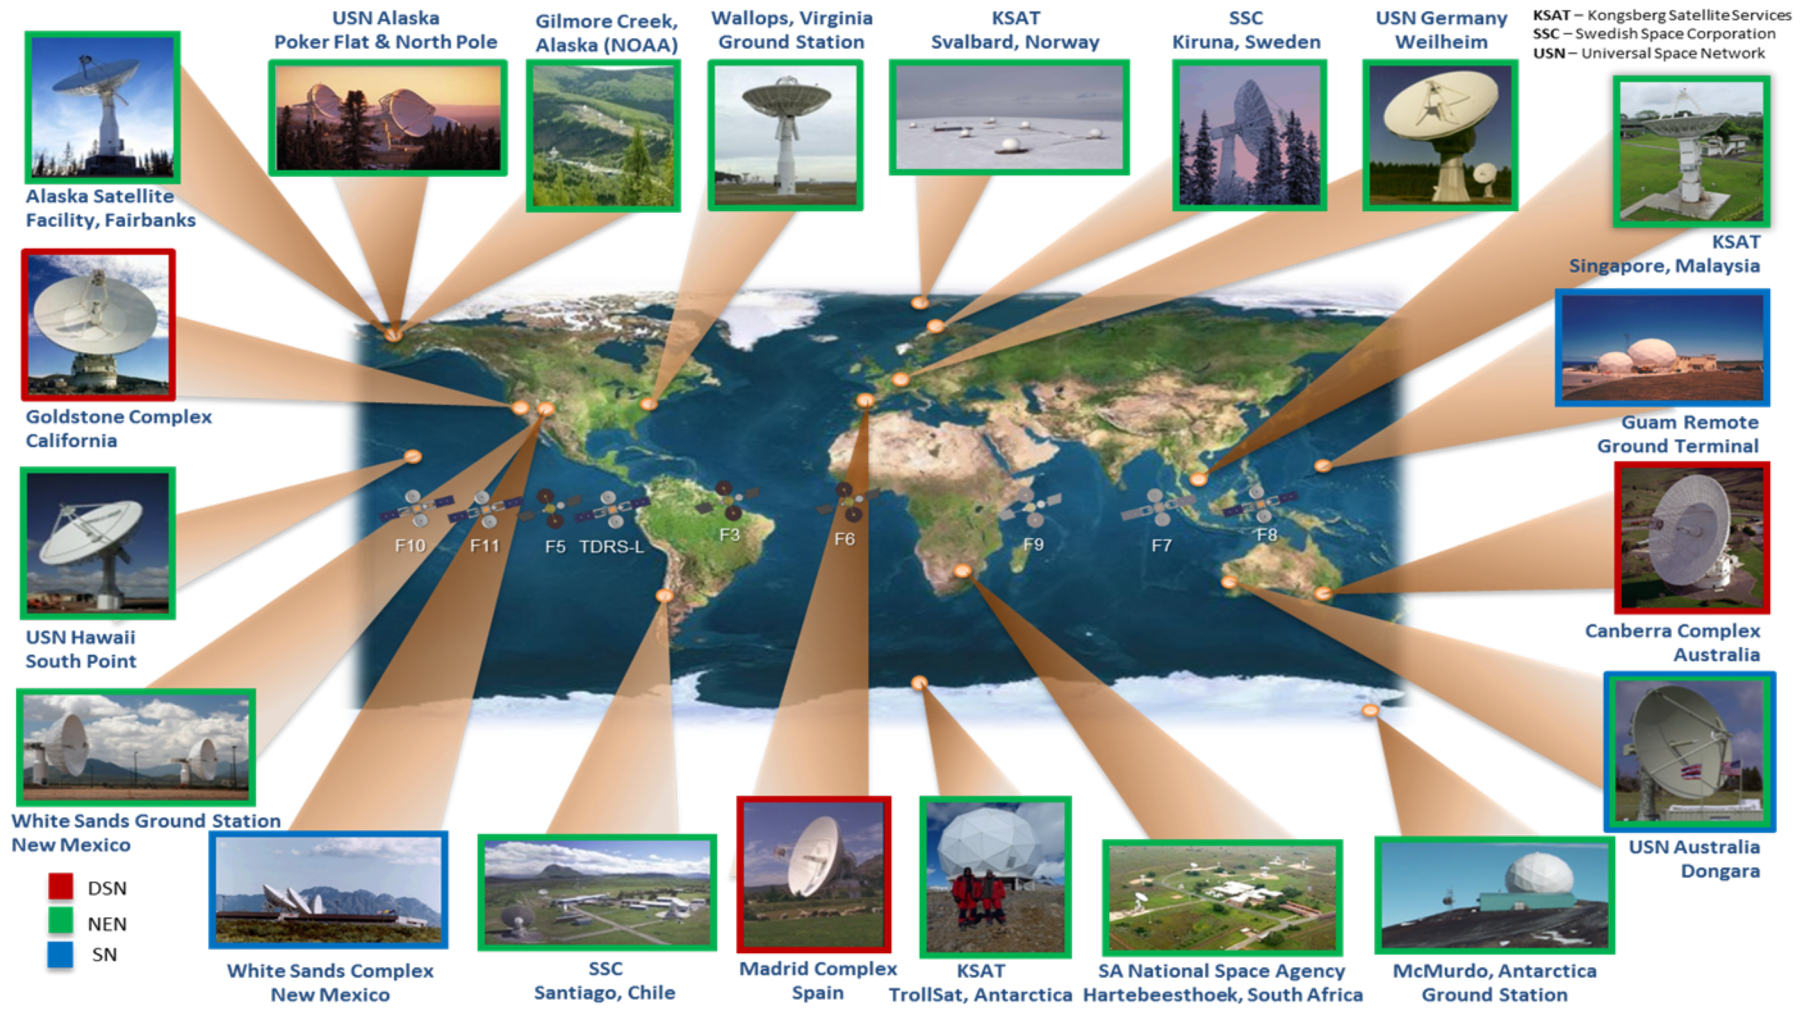 USN Alaska
Poker Flat & North Pole
Gilmore Creek,
Alaska (NOAA)
Wallops, Virginia
Ground Station
KSAT
Svalbard, Norway
SSC
Kiruna, Sweden
USN Germany
Weilheim
KSAT – Kongsberg Satellite Services
SSC – Swedish Space Corporation
USN – Universal Space Network
Alaska Satellite
Facility, Fairbanks
KSAT
Singapore, Malaysia
Goldstone Complex
California
Guam Remote
Ground Terminal
F10
F11
F5
TDRS-L
F3
F6
F9
F7
F8
USN Hawaii
South Point
Canberra Complex
Australia
White Sands Ground Station
New Mexico
USN Australia
Dongara
DSN
NEN
SN
White Sands Complex
New Mexico
SSC
Santiago, Chile
Madrid Complex
Spain
KSAT
TrollSat, Antarctica
SA National Space Agency
Hartebeesthoek, South Africa
McMurdo, Antarctica
Ground Station